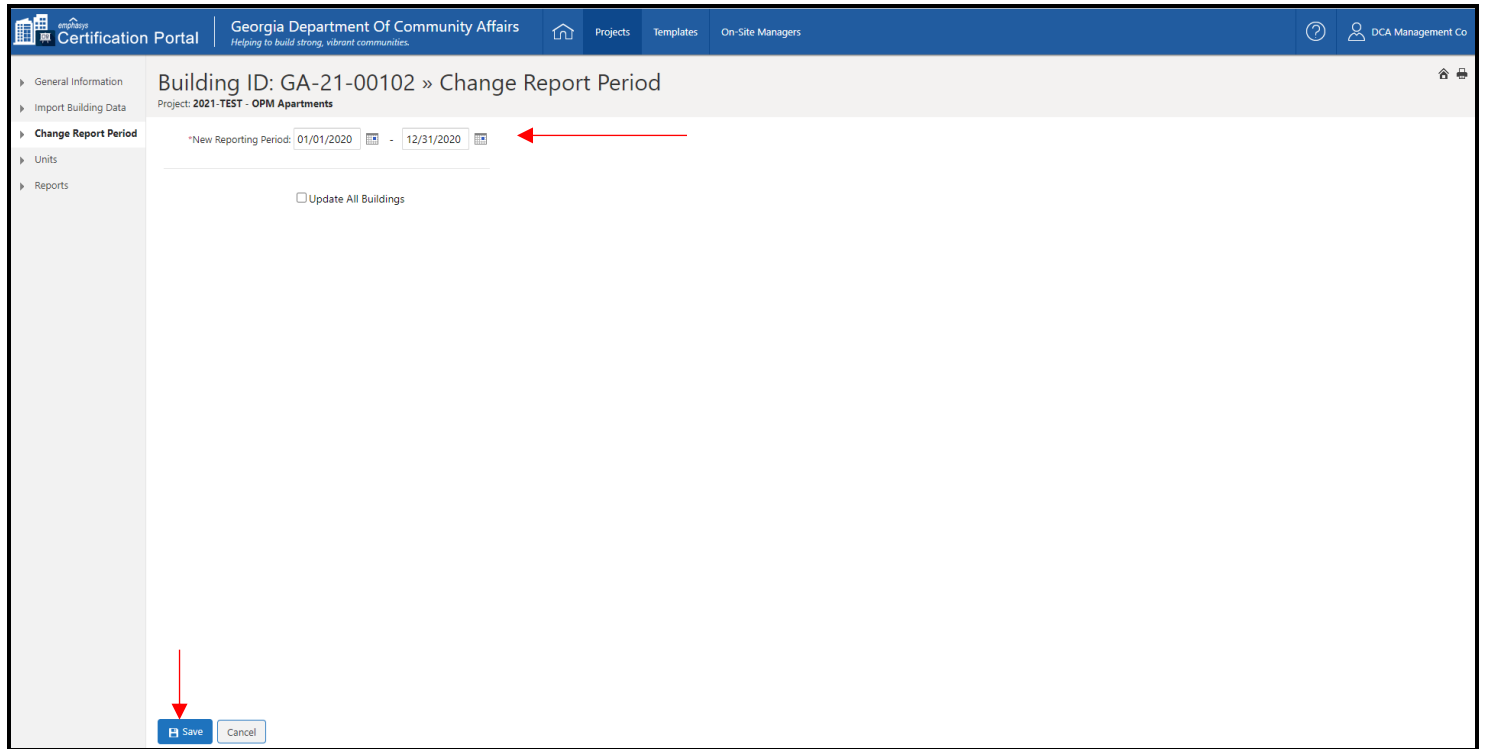 emphasys
Certification Portal
Georgia Department Of Community Affairs
Helping to build strong, vibrant communities.
Projects
Templates
On-Site Managers
?
DCA Management Co
General Information
Import Building Data
Change Report Period
Units
Reports
Building ID: GA-21-00102 » Change Report Period
Project: 2021-TEST - OPM Apartments
*New Reporting Period: 01/01/2020 - 12/31/2020
Update All Buildings
Save
Cancel